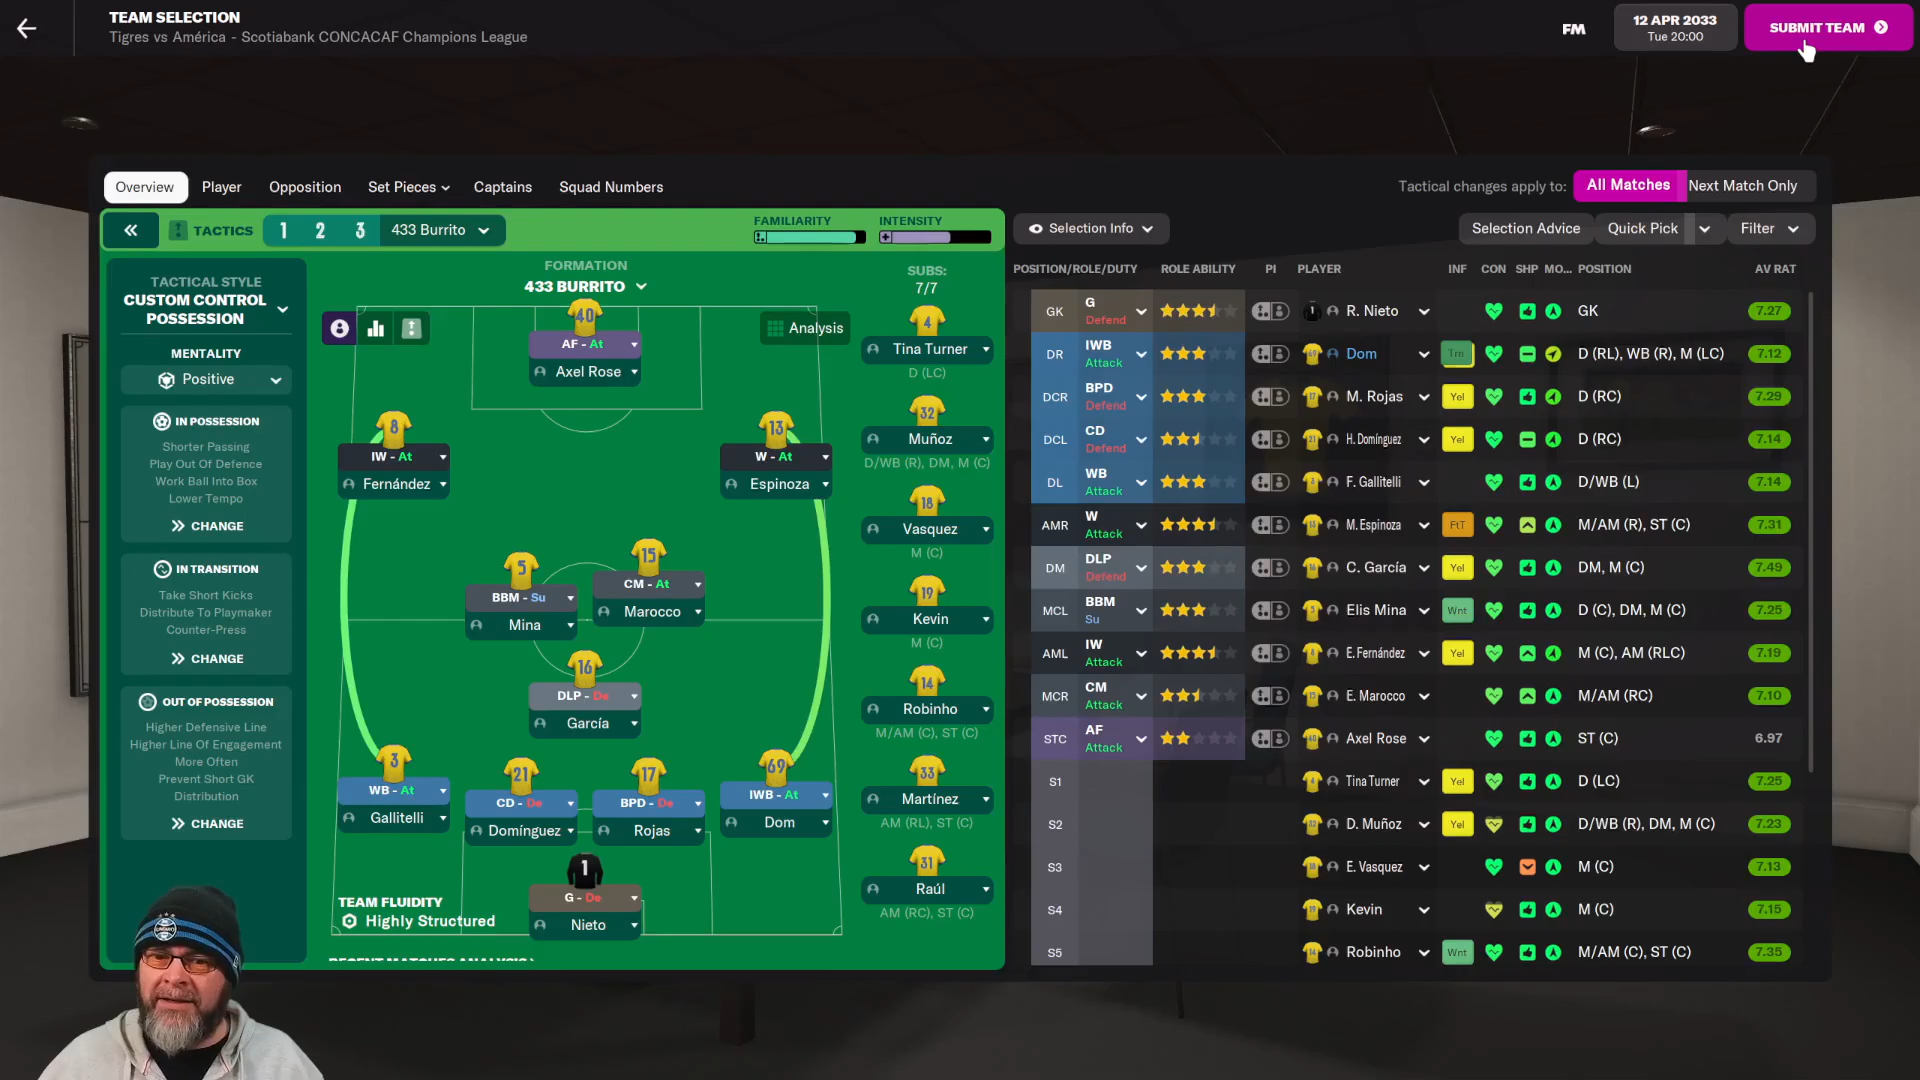 TEAM SELECTION
Tigres vs América - Scotiabank CONCACAF Champions League
FM
12 APR 2033
Tue 20:00
SUBMIT TEAM
Overview
Player
Opposition
Set Pieces
Captains
Squad Numbers
Tactical changes apply to:
All Matches
Next Match Only
TACTICS
1
2
3
433 Burrito
FAMILIARITY
INTENSITY
Selection Info
Selection Advice
Quick Pick
Filter
TACTICAL STYLE
CUSTOM CONTROL
POSSESSION
MENTALITY
Positive
IN POSSESSION
Shorter Passing
Play Out Of Defence
Work Ball Into Box
Lower Tempo
CHANGE
IN TRANSITION
Take Short Kicks
Distribute To Playmaker
Counter-Press
CHANGE
OUT OF POSSESSION
Higher Defensive Line
Higher Line Of Engagement
More Often
Prevent Short GK
Distribution
CHANGE
FORMATION
433 BURRITO
Analysis
40
AF - At
Axel Rose
8
IW - At
Fernández
13
W - At
Espinoza
5
BBM - Su
Mina
15
CM - At
Marocco
16
DLP - De
García
3
WB - At
Gallitelli
21
CD - De
Domínguez
17
BPD - De
Rojas
69
IWB - At
Dom
1
G - De
Nieto
TEAM FLUIDITY
Highly Structured
RECENT MATCHES ANALYSIS
SUBS:
7/7
4
Tina Turner
D (LC)
32
Muñoz
D/WB (R), DM, M (C)
18
Vasquez
M (C)
19
Kevin
M (C)
14
Robinho
M/AM (C), ST (C)
33
Martínez
AM (RL), ST (C)
31
Raúl
AM (RC), ST (C)
POSITION/ROLE/DUTY ROLE ABILITY PI PLAYER INF CON SHP MO... POSITION AV RAT
GK G Defend R. Nieto GK 7.27
DR IWB Attack Dom Trn D (RL), WB (R), M (LC) 7.12
DCR BPD Defend M. Rojas Yel D (RC) 7.29
DCL CD Defend H. Domínguez Yel D (RC) 7.14
DL WB Attack F. Gallitelli D/WB (L) 7.14
AMR W Attack M. Espinoza FtT M/AM (R), ST (C) 7.31
DM DLP Defend C. García Yel DM, M (C) 7.49
MCL BBM Su Elis Mina Wnt D (C), DM, M (C) 7.25
AML IW Attack E. Fernández Yel M (C), AM (RLC) 7.19
MCR CM Attack E. Marocco M/AM (RC) 7.10
STC AF Attack Axel Rose ST (C) 6.97
S1 Tina Turner Yel D (LC) 7.25
S2 D. Muñoz Yel D/WB (R), DM, M (C) 7.23
S3 E. Vasquez M (C) 7.13
S4 Kevin M (C) 7.15
S5 Robinho Wnt M/AM (C), ST (C) 7.35